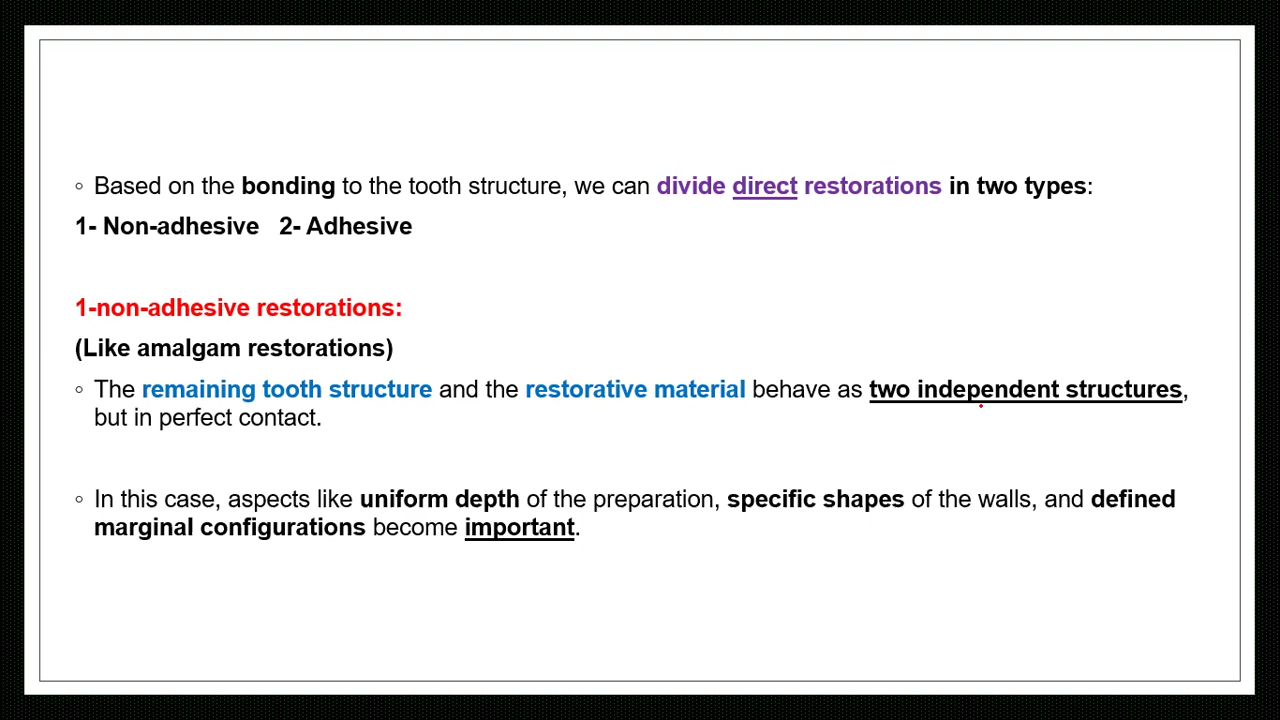 ◦ Based on the bonding to the tooth structure, we can divide direct restorations in two types:
1- Non-adhesive 2- Adhesive
1-non-adhesive restorations:
(Like amalgam restorations)
◦ The remaining tooth structure and the restorative material behave as two independent structures,
but in perfect contact.
◦ In this case, aspects like uniform depth of the preparation, specific shapes of the walls, and defined
marginal configurations become important.